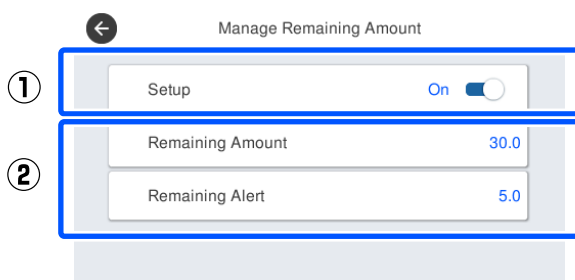 Manage Remaining Amount
①
Setup On
②
Remaining Amount 30.0
Remaining Alert 5.0